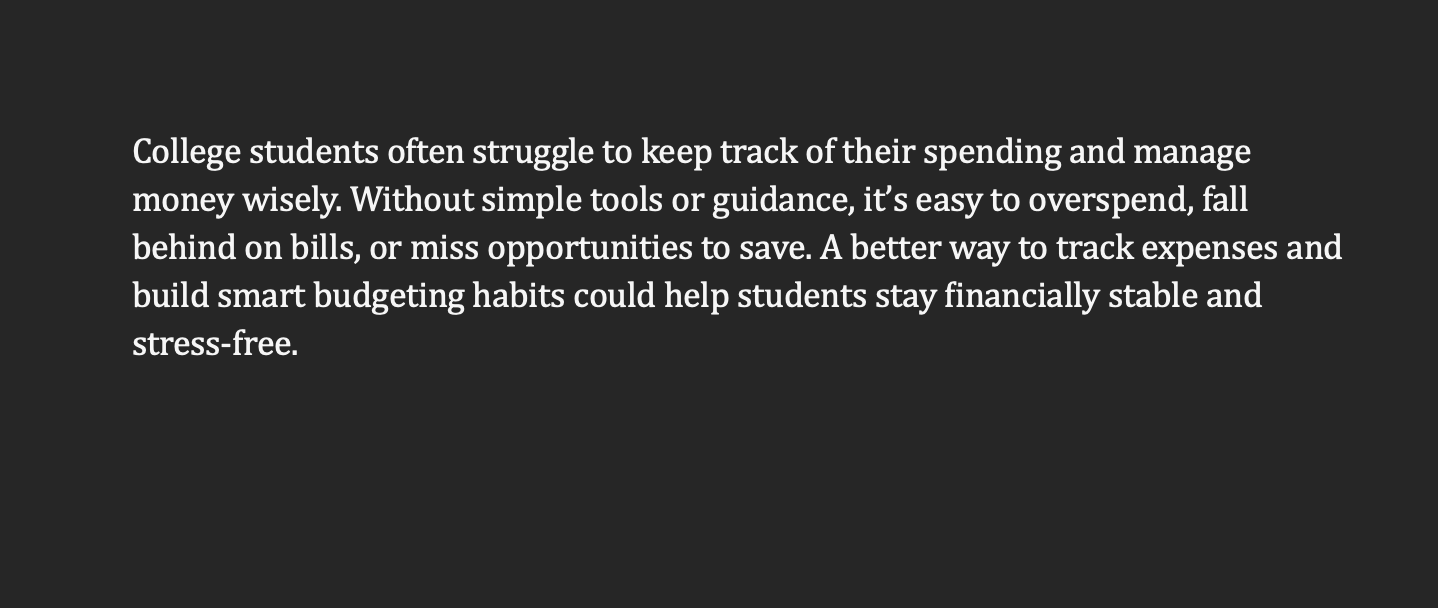 College students often struggle to keep track of their spending and manage
money wisely. Without simple tools or guidance, it’s easy to overspend, fall
behind on bills, or miss opportunities to save. A better way to track expenses and
build smart budgeting habits could help students stay financially stable and
stress-free.